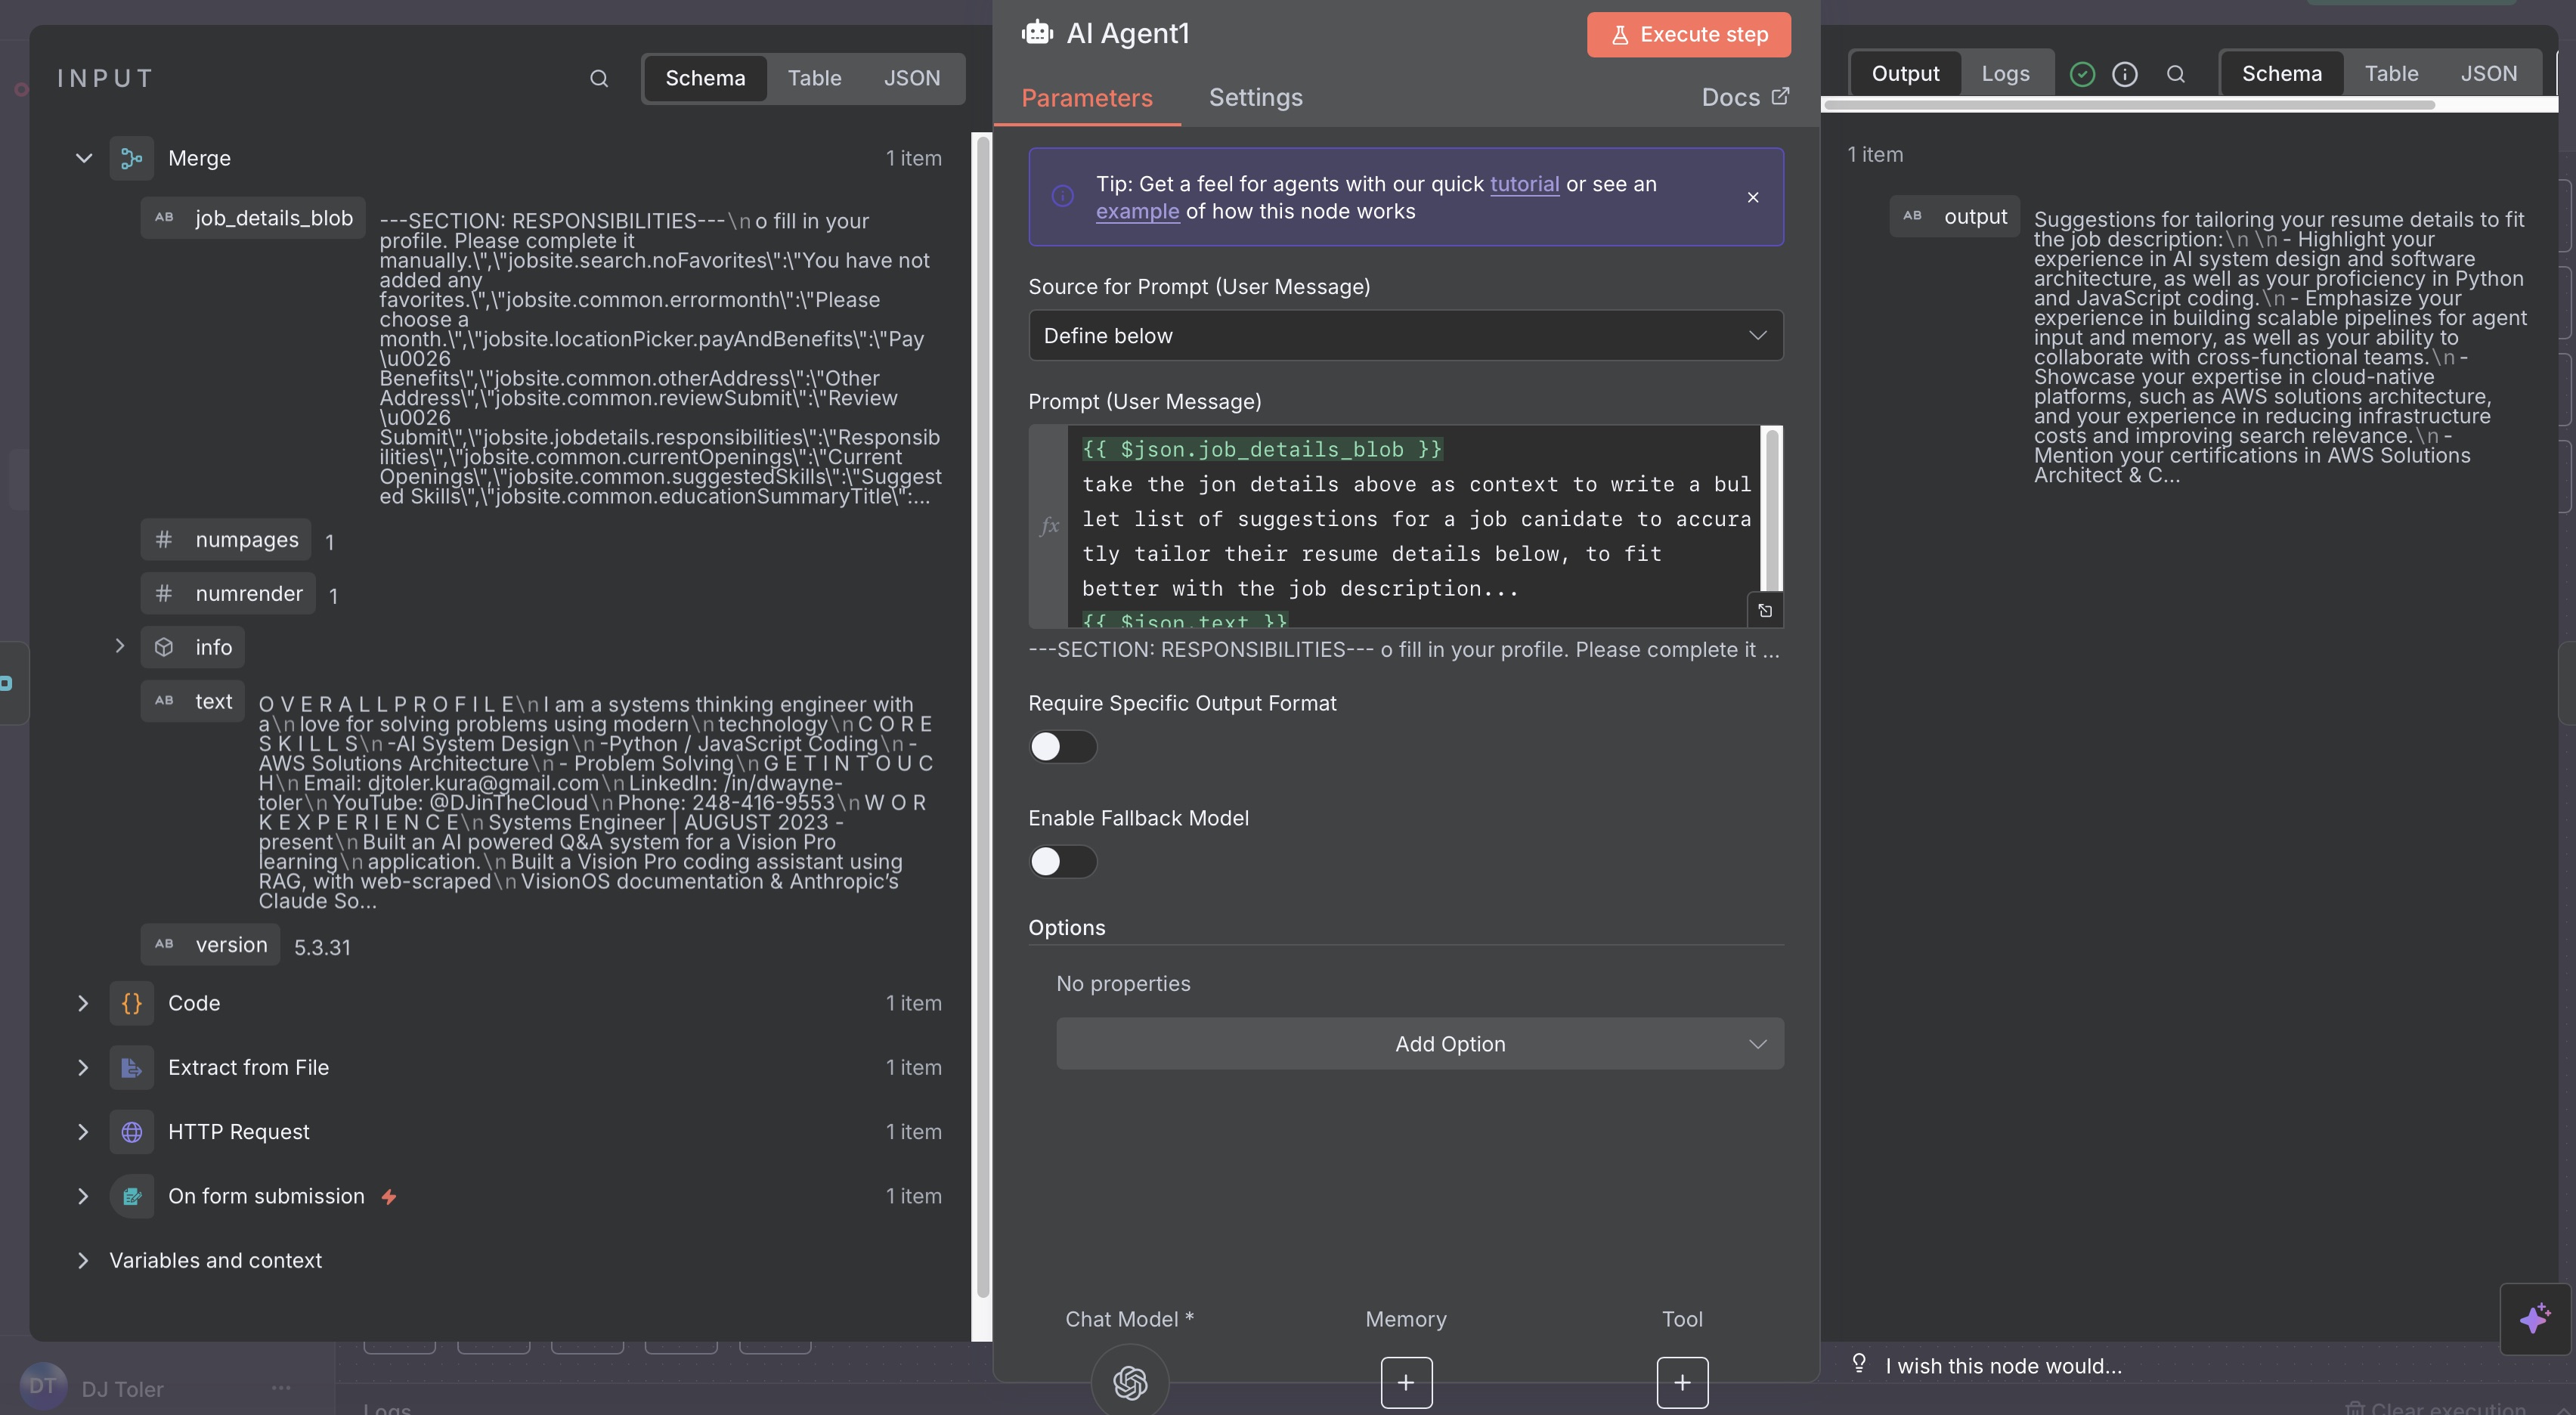 INPUT
Schema
Table
JSON
Merge
1 item
AB job_details_blob
---SECTION: RESPONSIBILITIES---\n o fill in your
profile. Please complete it
manually.\",\"jobsite.search.noFavorites\":\"You have not
added any
favorites.\",\"jobsite.common.errormonth\":\"Please
choose a
month.\",\"jobsite.locationPicker.payAndBenefits\":\"Pay
\u0026
Benefits\",\"jobsite.common.otherAddress\":\"Other
Address\",\"jobsite.common.reviewSubmit\":\"Review
\u0026
Submit\",\"jobsite.jobdetails.responsibilities\":\"Responsib
ilities\",\"jobsite.common.currentOpenings\":\"Current
Openings\",\"jobsite.common.suggestedSkills\":\"Suggest
ed Skills\",\"jobsite.common.educationSummaryTitle\":...
# numpages 1
# numrender 1
info
AB text
O V E R A L L P R O F I L E\n I am a systems thinking engineer with
a\n love for solving problems using modern\n technology\n C O R E
S K I L L S\n -AI System Design\n -Python / JavaScript Coding\n -
AWS Solutions Architecture\n - Problem Solving\n G E T I N T O U C
H\n Email: djtoler.kura@gmail.com\n LinkedIn: /in/dwayne-
toler\n YouTube: @DJinTheCloud\n Phone: 248-416-9553\n W O R
K E X P E R I E N C E\n Systems Engineer | AUGUST 2023 -
present\n Built an AI powered Q&A system for a Vision Pro
learning\n application.\n Built a Vision Pro coding assistant using
RAG, with web-scraped\n VisionOS documentation & Anthropic's
Claude So...
AB version 5.3.31
{} Code 1 item
Extract from File 1 item
HTTP Request 1 item
On form submission 1 item
Variables and context
DT DJ Toler ...
Logs
AI Agent1
Execute step
Parameters
Settings
Docs
Tip: Get a feel for agents with our quick tutorial or see an
example of how this node works
Source for Prompt (User Message)
Define below
Prompt (User Message)
fx
{{ $json.job_details_blob }}
take the jon details above as context to write a bul
let list of suggestions for a job canidate to accura
tly tailor their resume details below, to fit
better with the job description...
{{ $json.text }}
---SECTION: RESPONSIBILITIES--- o fill in your profile. Please complete it ...
Require Specific Output Format
Enable Fallback Model
Options
No properties
Add Option
Chat Model *
Memory
Tool
Output
Logs
Schema
Table
JSON
1 item
AB output
Suggestions for tailoring your resume details to fit
the job description:\n \n - Highlight your
experience in AI system design and software
architecture, as well as your proficiency in Python
and JavaScript coding.\n - Emphasize your
experience in building scalable pipelines for agent
input and memory, as well as your ability to
collaborate with cross-functional teams.\n -
Showcase your expertise in cloud-native
platforms, such as AWS solutions architecture,
and your experience in reducing infrastructure
costs and improving search relevance.\n -
Mention your certifications in AWS Solutions
Architect & C...
I wish this node would...
Clear execution